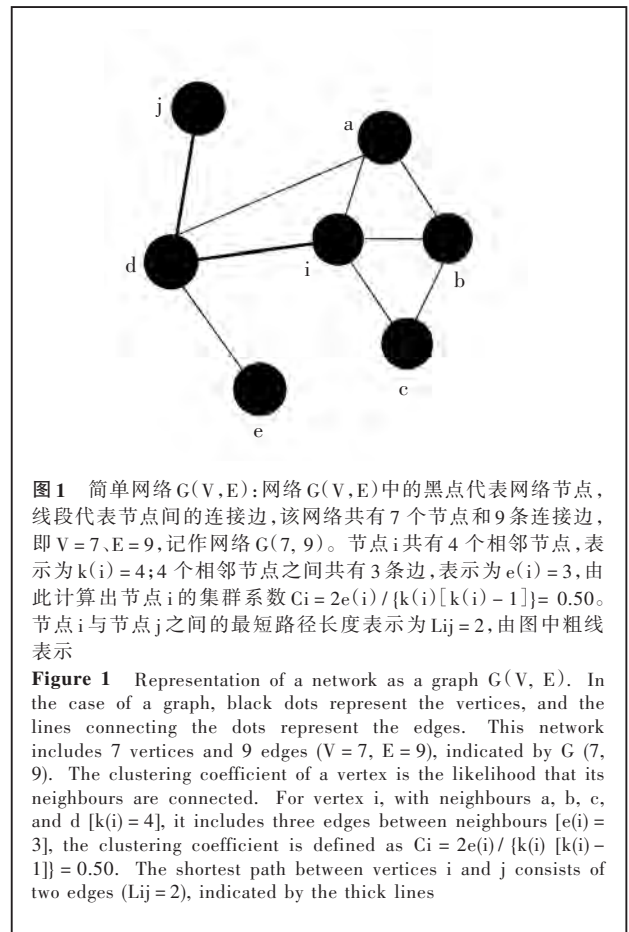 j
a
d
i
b
c
e
图1 简单网络G(V,E):网络G(V,E)中的黑点代表网络节点,
线段代表节点间的连接边,该网络共有7个节点和9条连接边,
即V=7、E=9,记作网络G(7, 9)。节点i共有4个相邻节点,表
示为k(i)=4;4个相邻节点之间共有3条边,表示为e(i)=3,由
此计算出节点i的集群系数Ci=2e(i)/{k(i)[k(i)-1]}=0.50。
节点i与节点j之间的最短路径长度表示为Lij=2,由图中粗线
表示
Figure 1 Representation of a network as a graph G(V, E). In
the case of a graph, black dots represent the vertices, and the
lines connecting the dots represent the edges. This network
includes 7 vertices and 9 edges (V=7, E=9), indicated by G (7,
9). The clustering coefficient of a vertex is the likelihood that its
neighbours are connected. For vertex i, with neighbours a, b, c,
and d [k(i)=4], it includes three edges between neighbours [e(i)=
3], the clustering coefficient is defined as Ci=2e(i)/ {k(i) [k(i)-
1]} = 0.50. The shortest path between vertices i and j consists of
two edges (Lij=2), indicated by the thick lines